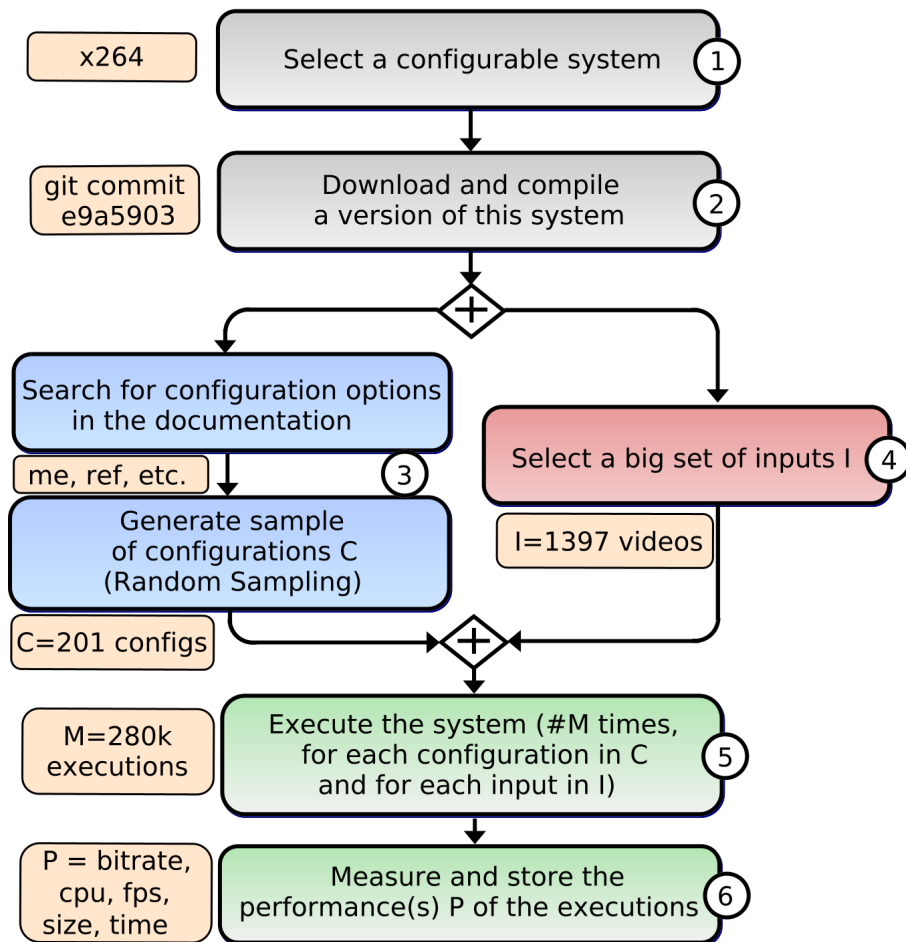 x264
Select a configurable system
1
git commit
e9a5903
Download and compile
a version of this system
2
Search for configuration options
in the documentation
me, ref, etc.
3
Generate sample
of configurations C
(Random Sampling)
C=201 configs
Select a big set of inputs I
4
I=1397 videos
M=280k
executions
Execute the system (#M times,
for each configuration in C
and for each input in I)
5
P = bitrate,
cpu, fps,
size, time
Measure and store the
performance(s) P of the executions
6